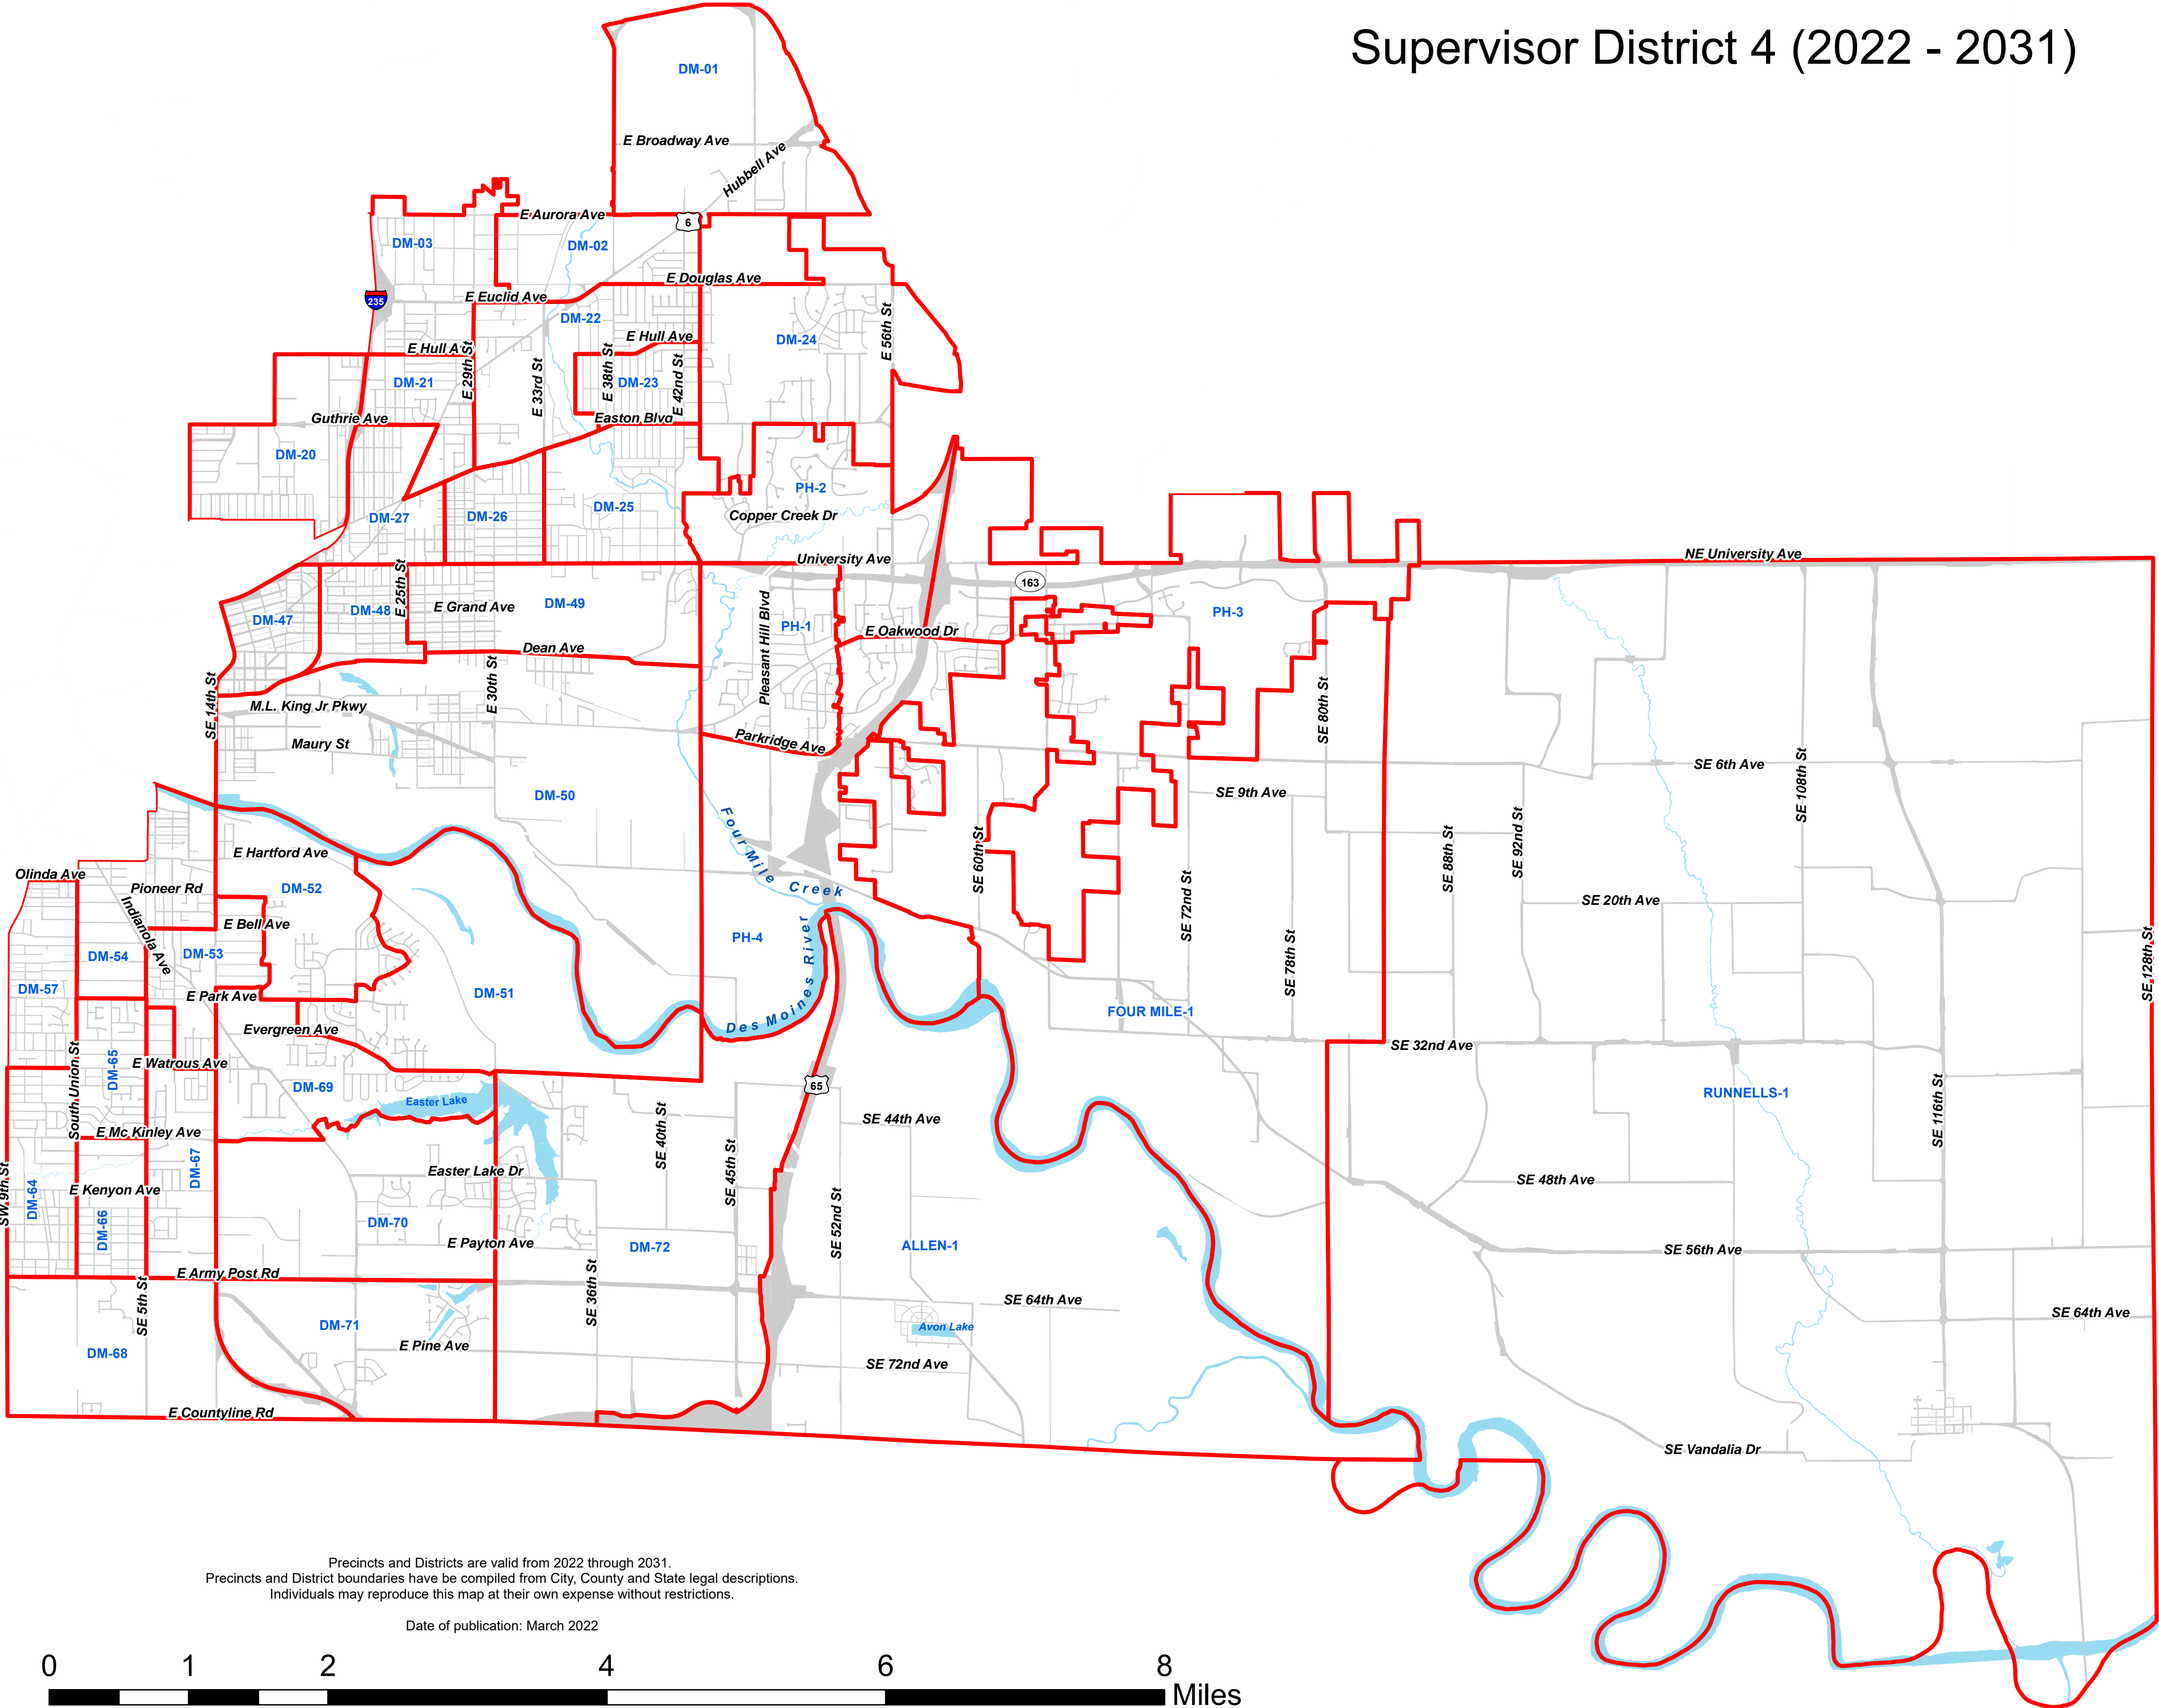 Supervisor District 4 (2022 - 2031)
DM-01
E Broadway Ave
Hubbell Ave
E Aurora Ave
6
DM-03
DM-02
E Douglas Ave
E Euclid Ave
235
DM-22
E Hull Ave
DM-24
E 56th St
E Hull A
E 29th St
E 33rd St
E 38th St
DM-23
E 42nd St
DM-21
Guthrie Ave
Easton Blvd
DM-20
PH-2
DM-27
DM-26
DM-25
Copper Creek Dr
University Ave
NE University Ave
163
E 25th St
DM-47
DM-48
E Grand Ave
DM-49
Pleasant Hill Blvd
PH-1
E Oakwood Dr
PH-3
Dean Ave
SE 14th St
E 30th St
SE 80th St
M.L. King Jr Pkwy
Maury St
Parkridge Ave
SE 6th Ave
SE 108th St
DM-50
SE 9th Ave
Four Mile Creek
SE 60th St
SE 88th St
SE 92nd St
E Hartford Ave
Olinda Ave
Pioneer Rd
DM-52
SE 72nd St
SE 20th Ave
Indianola Ave
E Bell Ave
PH-4
Des Moines River
SE 78th St
SE 128th St
DM-54
DM-53
DM-57
E Park Ave
DM-51
FOUR MILE-1
Evergreen Ave
SE 32nd Ave
South Union St
DM-65
E Watrous Ave
DM-69
Easter Lake
65
RUNNELLS-1
SE 116th St
SE 40th St
SE 44th Ave
E Mc Kinley Ave
SE 45th St
SW 9th St
DM-64
DM-67
Easter Lake Dr
SE 48th Ave
E Kenyon Ave
DM-66
DM-70
SE 52nd St
E Payton Ave
DM-72
ALLEN-1
SE 56th Ave
E Army Post Rd
SE 5th St
SE 36th St
SE 64th Ave
SE 64th Ave
DM-71
Avon Lake
E Pine Ave
DM-68
SE 72nd Ave
E Countyline Rd
SE Vandalia Dr
Precincts and Districts are valid from 2022 through 2031.
Precincts and District boundaries have be compiled from City, County and State legal descriptions.
Individuals may reproduce this map at their own expense without restrictions.
Date of publication: March 2022
0 1 2 4 6 8
Miles